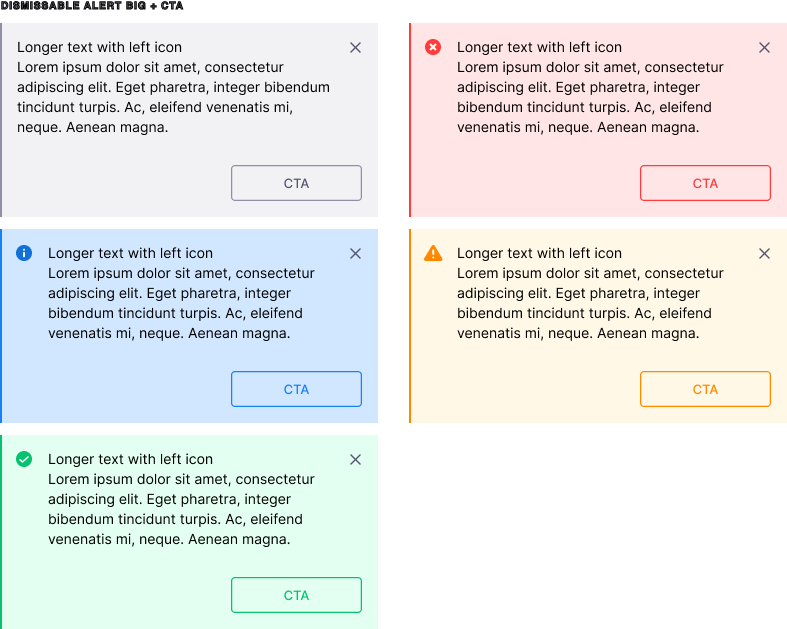 DISMISSABLE ALERT BIG + CTA
Longer text with left icon
Lorem ipsum dolor sit amet, consectetur
adipiscing elit. Eget pharetra, integer bibendum
tincidunt turpis. Ac, eleifend venenatis mi,
neque. Aenean magna.
CTA
Longer text with left icon
Lorem ipsum dolor sit amet, consectetur
adipiscing elit. Eget pharetra, integer
bibendum tincidunt turpis. Ac, eleifend
venenatis mi, neque. Aenean magna.
CTA
Longer text with left icon
Lorem ipsum dolor sit amet, consectetur
adipiscing elit. Eget pharetra, integer
bibendum tincidunt turpis. Ac, eleifend
venenatis mi, neque. Aenean magna.
CTA
Longer text with left icon
Lorem ipsum dolor sit amet, consectetur
adipiscing elit. Eget pharetra, integer
bibendum tincidunt turpis. Ac, eleifend
venenatis mi, neque. Aenean magna.
CTA
Longer text with left icon
Lorem ipsum dolor sit amet, consectetur
adipiscing elit. Eget pharetra, integer
bibendum tincidunt turpis. Ac, eleifend
venenatis mi, neque. Aenean magna.
CTA